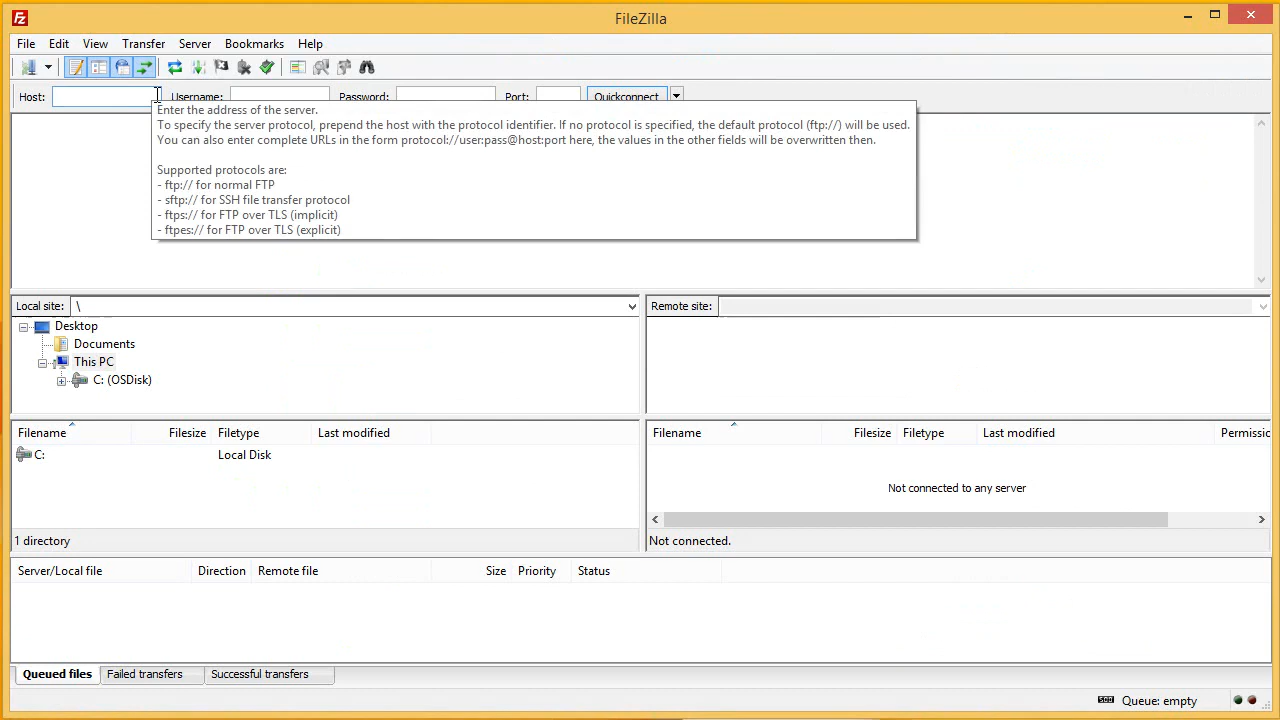 FileZilla
File Edit View Transfer Server Bookmarks Help
Host: Username: Password: Port: Quickconnect
Enter the address of the server.
To specify the server protocol, prepend the host with the protocol identifier. If no protocol is specified, the default protocol (ftp://) will be used.
You can also enter complete URLs in the form protocol://user:pass@host:port here, the values in the other fields will be overwritten then.
Supported protocols are:
- ftp:// for normal FTP
- sftp:// for SSH file transfer protocol
- ftps:// for FTP over TLS (implicit)
- ftpes:// for FTP over TLS (explicit)
Local site: \
Desktop
Documents
This PC
C: (OSDisk)
Filename Filesize Filetype Last modified
C: Local Disk
1 directory
Remote site:
Filename Filesize Filetype Last modified Permissic
Not connected to any server
Not connected.
Server/Local file Direction Remote file Size Priority Status
Queued files Failed transfers Successful transfers
Queue: empty